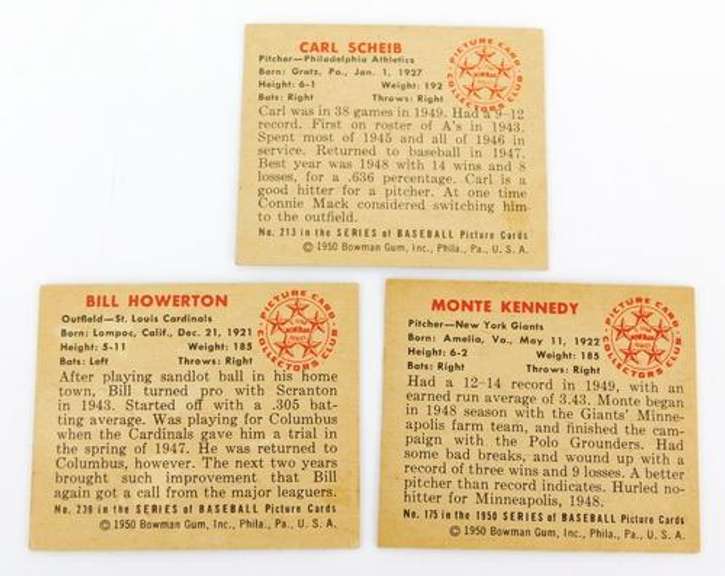 CARL SCHEIB
Pitcher—Philadelphia Athletics
Born: Gratz, Pa., Jan. 1, 1927
Height: 6-1 Weight: 192
Bats: Right Throws: Right
Carl was in 38 games in 1949. Had a 9-12
record. First on roster of A's in 1943.
Spent most of 1945 and all of 1946 in
service. Returned to baseball in 1947.
Best year was 1948 with 14 wins and 8
losses, for a .636 percentage. Carl is a
good hitter for a pitcher. At one time
Connie Mack considered switching him
to the outfield.
No. 213 in the SERIES of BASEBALL Picture Cards
© 1950 Bowman Gum, Inc., Phila., Pa., U. S. A.
PICTURE CARD
COLLECTORS CLUB
BOWMAN
BILL HOWERTON
Outfield—St. Louis Cardinals
Born: Lompoc, Calif., Dec. 21, 1921
Height: 5-11 Weight: 185
Bats: Left Throws: Right
After playing sandlot ball in his home
town, Bill turned pro with Scranton
in 1943. Started off with a .305 bat-
ting average. Was playing for Columbus
when the Cardinals gave him a trial in
the spring of 1947. He was returned to
Columbus, however. The next two years
brought such improvement that Bill
again got a call from the major leaguers.
No. 239 in the SERIES of BASEBALL Picture Cards
© 1950 Bowman Gum, Inc., Phila., Pa., U. S. A.
PICTURE CARD
COLLECTORS CLUB
BOWMAN
MONTE KENNEDY
Pitcher—New York Giants
Born: Amelia, Va., May 11, 1922
Height: 6-2 Weight: 185
Bats: Right Throws: Right
Had a 12-14 record in 1949, with an
earned run average of 3.43. Monte began
in 1948 season with the Giants' Minne-
apolis farm team, and finished the cam-
paign with the Polo Grounders. Had
some bad breaks, and wound up with a
record of three wins and 9 losses. A better
pitcher than record indicates. Hurled no-
hitter for Minneapolis, 1948.
No. 175 in the 1950 SERIES of BASEBALL Picture Cards
© 1950 Bowman Gum, Inc., Phila., Pa., U. S. A.
PICTURE CARD
COLLECTORS CLUB
BOWMAN